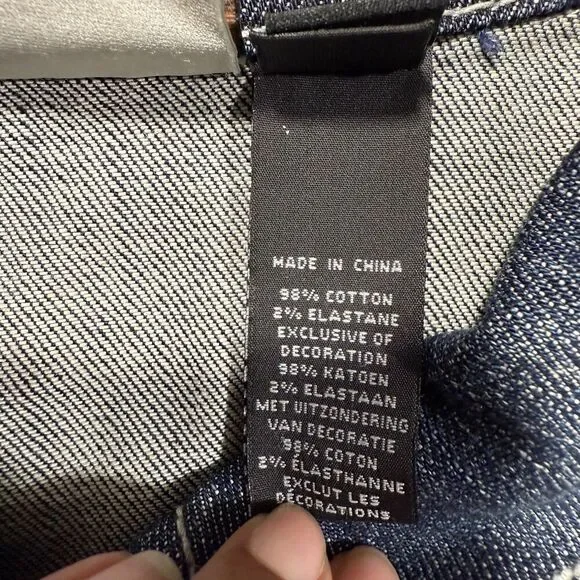 MADE IN CHINA
98% COTTON
2% ELASTANE
EXCLUSIVE OF
DECORATION
98% KATOEN
2% ELASTAAN
MET UITZONDERING
VAN DECORATIE
98% COTON
2% ÉLASTHANNE
EXCLUT LES
DÉCORATIONS